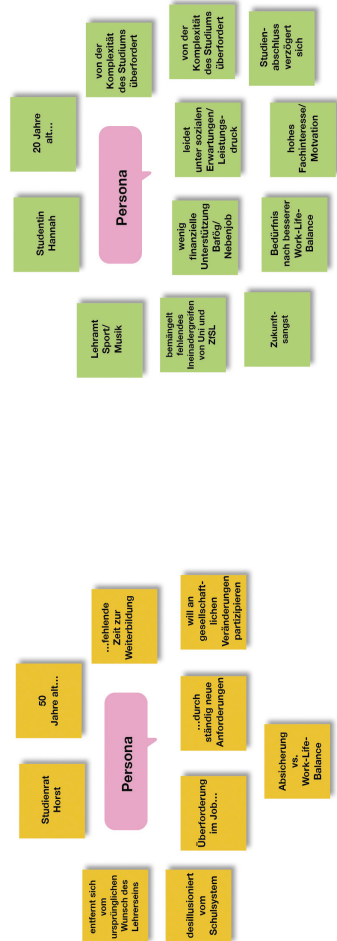 Studienrat
Horst
50
Jahre alt...
entfernt sich
vom
ursprünglichen
Wunsch des
Lehrerseins
Persona
...fehlende
Zeit zur
Weiterbildung
desillusioniert
vom
Schulsystem
Überforderung
im Job...
...durch
ständig neue
Anforderungen
will an
gesellschaft-
lichen
Veränderungen
partizipieren
Absicherung
vs.
Work-Life-
Balance
Studentin
Hannah
20 Jahre
alt...
Lehramt
Sport/
Musik
Persona
von der
Komplexität
des Studiums
überfordert
bemängelt
fehlendes
Ineinandergreifen
von Uni und
ZfSL
wenig
finanzielle
Unterstützung
Bafög/
Nebenjob
leidet
unter sozialen
Erwartungen/
Leistungs-
druck
von der
Komplexität
des Studiums
überfordert
Zukunft-
sangst
Bedürfnis
nach besserer
Work-Life-
Balance
hohes
Fachinteresse/
Motivation
Studien-
abschluss
verzögert
sich